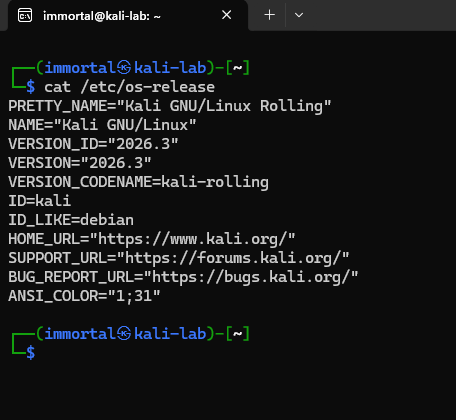 immortal@kali-lab: ~
┌──(immortal㉿kali-lab)-[~]
└─$ cat /etc/os-release
PRETTY_NAME="Kali GNU/Linux Rolling"
NAME="Kali GNU/Linux"
VERSION_ID="2026.3"
VERSION="2026.3"
VERSION_CODENAME=kali-rolling
ID=kali
ID_LIKE=debian
HOME_URL="https://www.kali.org/"
SUPPORT_URL="https://forums.kali.org/"
BUG_REPORT_URL="https://bugs.kali.org/"
ANSI_COLOR="1;31"
┌──(immortal㉿kali-lab)-[~]
└─$